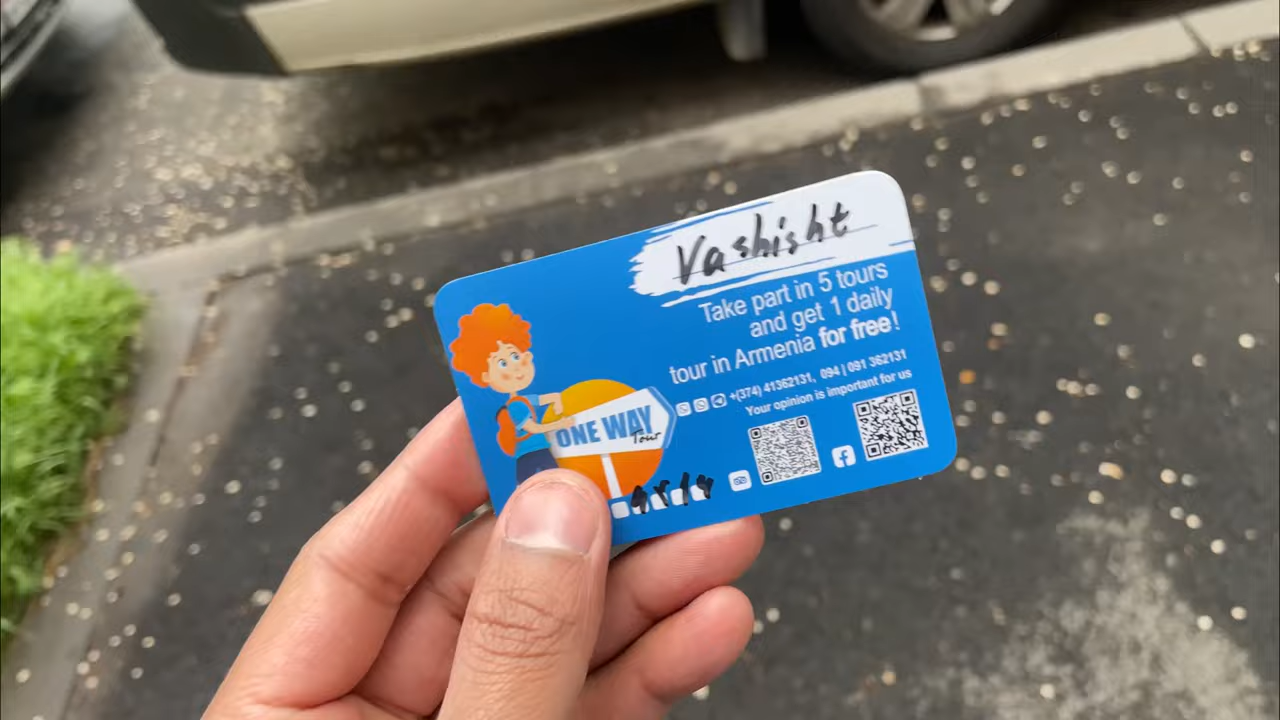 Vashisht
Take part in 5 tours
and get 1 daily
tour in Armenia for free!
+(374) 41362131, 094 | 091 362131
Your opinion is important for us
ONE WAY
Tour